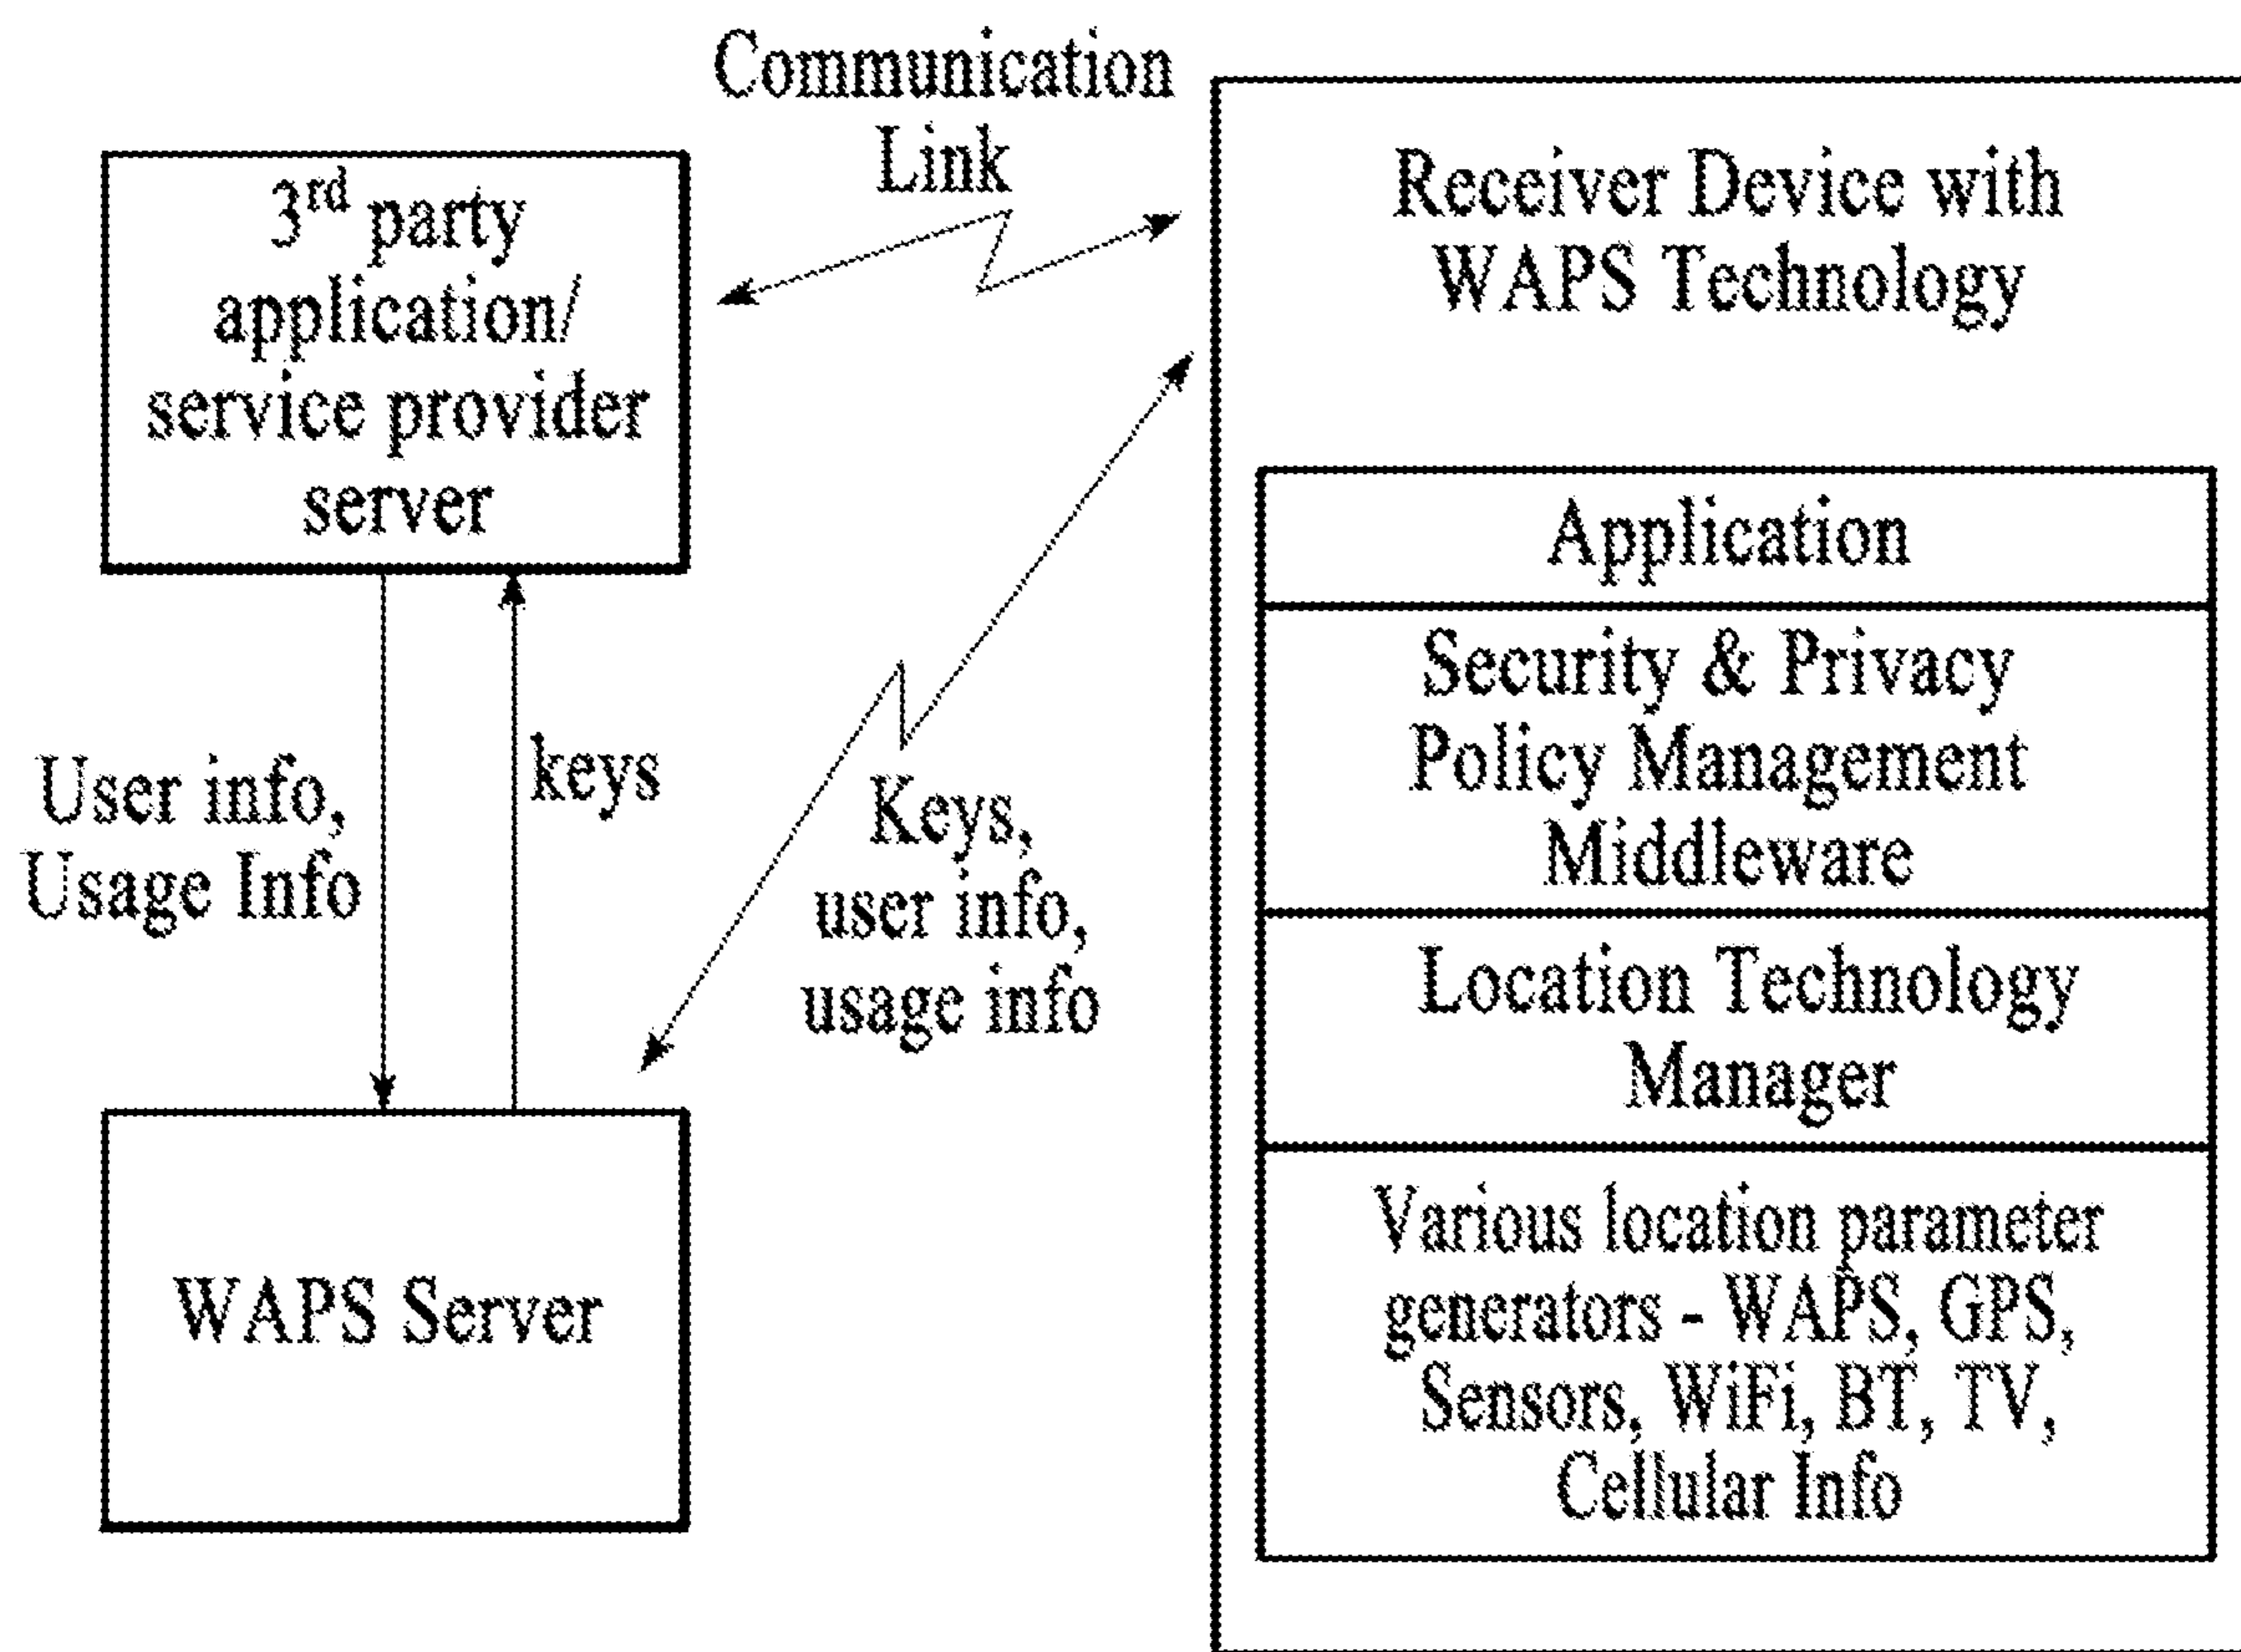 Communication
Link
3rd party
application/
service provider
server
User info,
Usage Info
keys
Keys,
user info,
usage info
WAPS Server
Receiver Device with
WAPS Technology
Application
Security & Privacy
Policy Management
Middleware
Location Technology
Manager
Various location parameter
generators - WAPS, GPS,
Sensors, WiFi, BT, TV,
Cellular Info